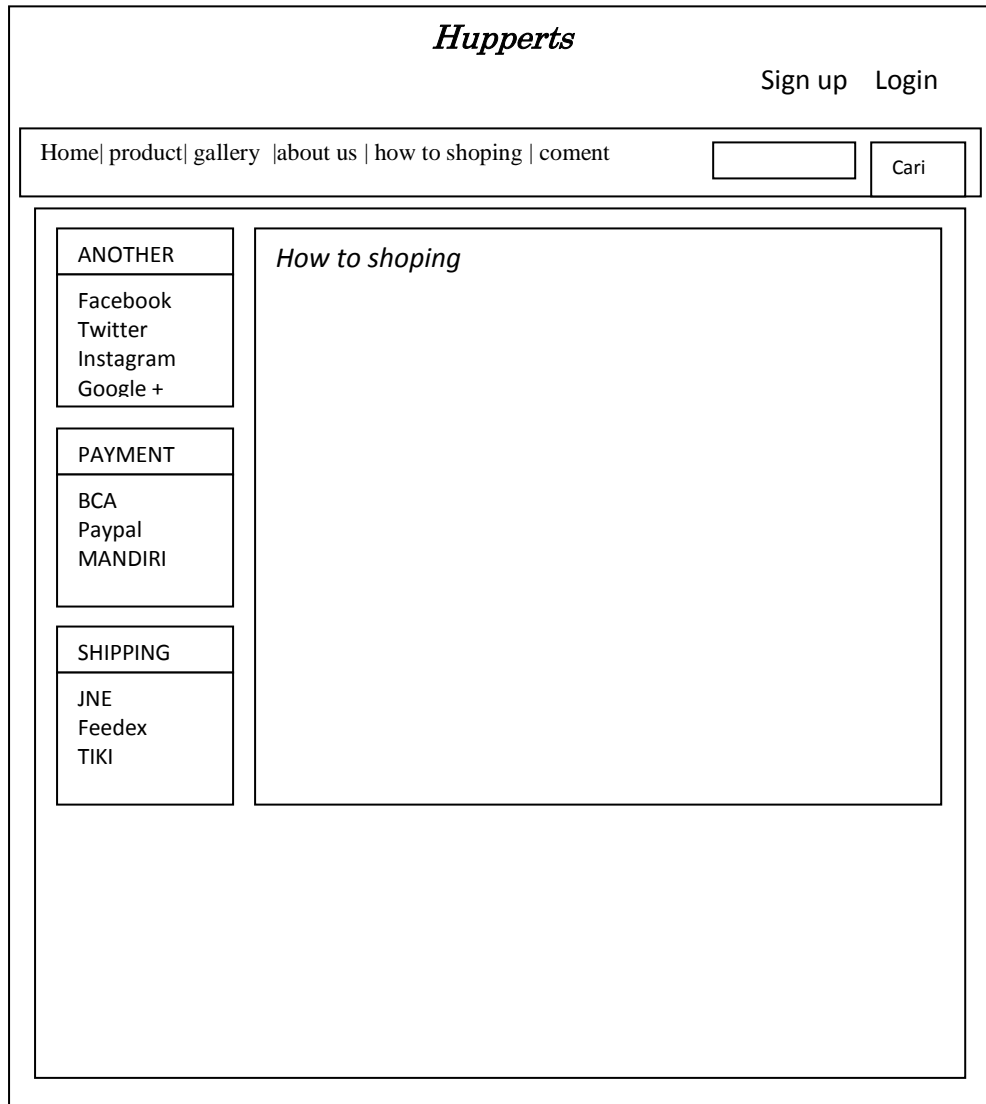 Hupperts
Sign up Login
Home| product| gallery |about us | how to shoping | coment
Cari
ANOTHER
Facebook
Twitter
Instagram
Google +
PAYMENT
BCA
Paypal
MANDIRI
SHIPPING
JNE
Feedex
TIKI
How to shoping